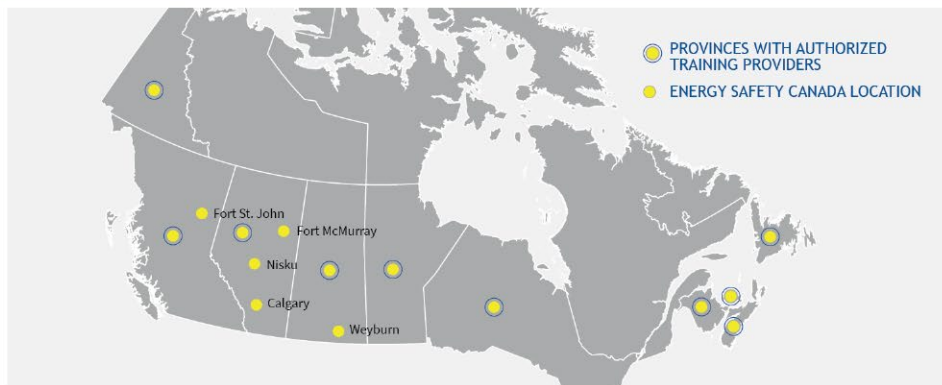 PROVINCES WITH AUTHORIZED
TRAINING PROVIDERS
ENERGY SAFETY CANADA LOCATION
Fort St. John
Fort McMurray
Nisku
Calgary
Weyburn